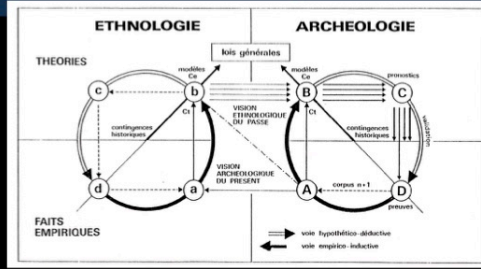 ETHNOLOGIE
ARCHEOLOGIE
lois générales
THEORIES
modèles
Ce
modèles
Ce
pronostics
c
b
B
C
Ct
Ct
VISION
ETHNOLOGIQUE
DU PASSE
validation
contingences
historiques
contingences
historiques
VISION
ARCHEOLOGIQUE
DU PRESENT
corpus n+1
d
a
A
D
preuves
FAITS
EMPIRIQUES
voie hypothético-déductive
voie empirico-inductive